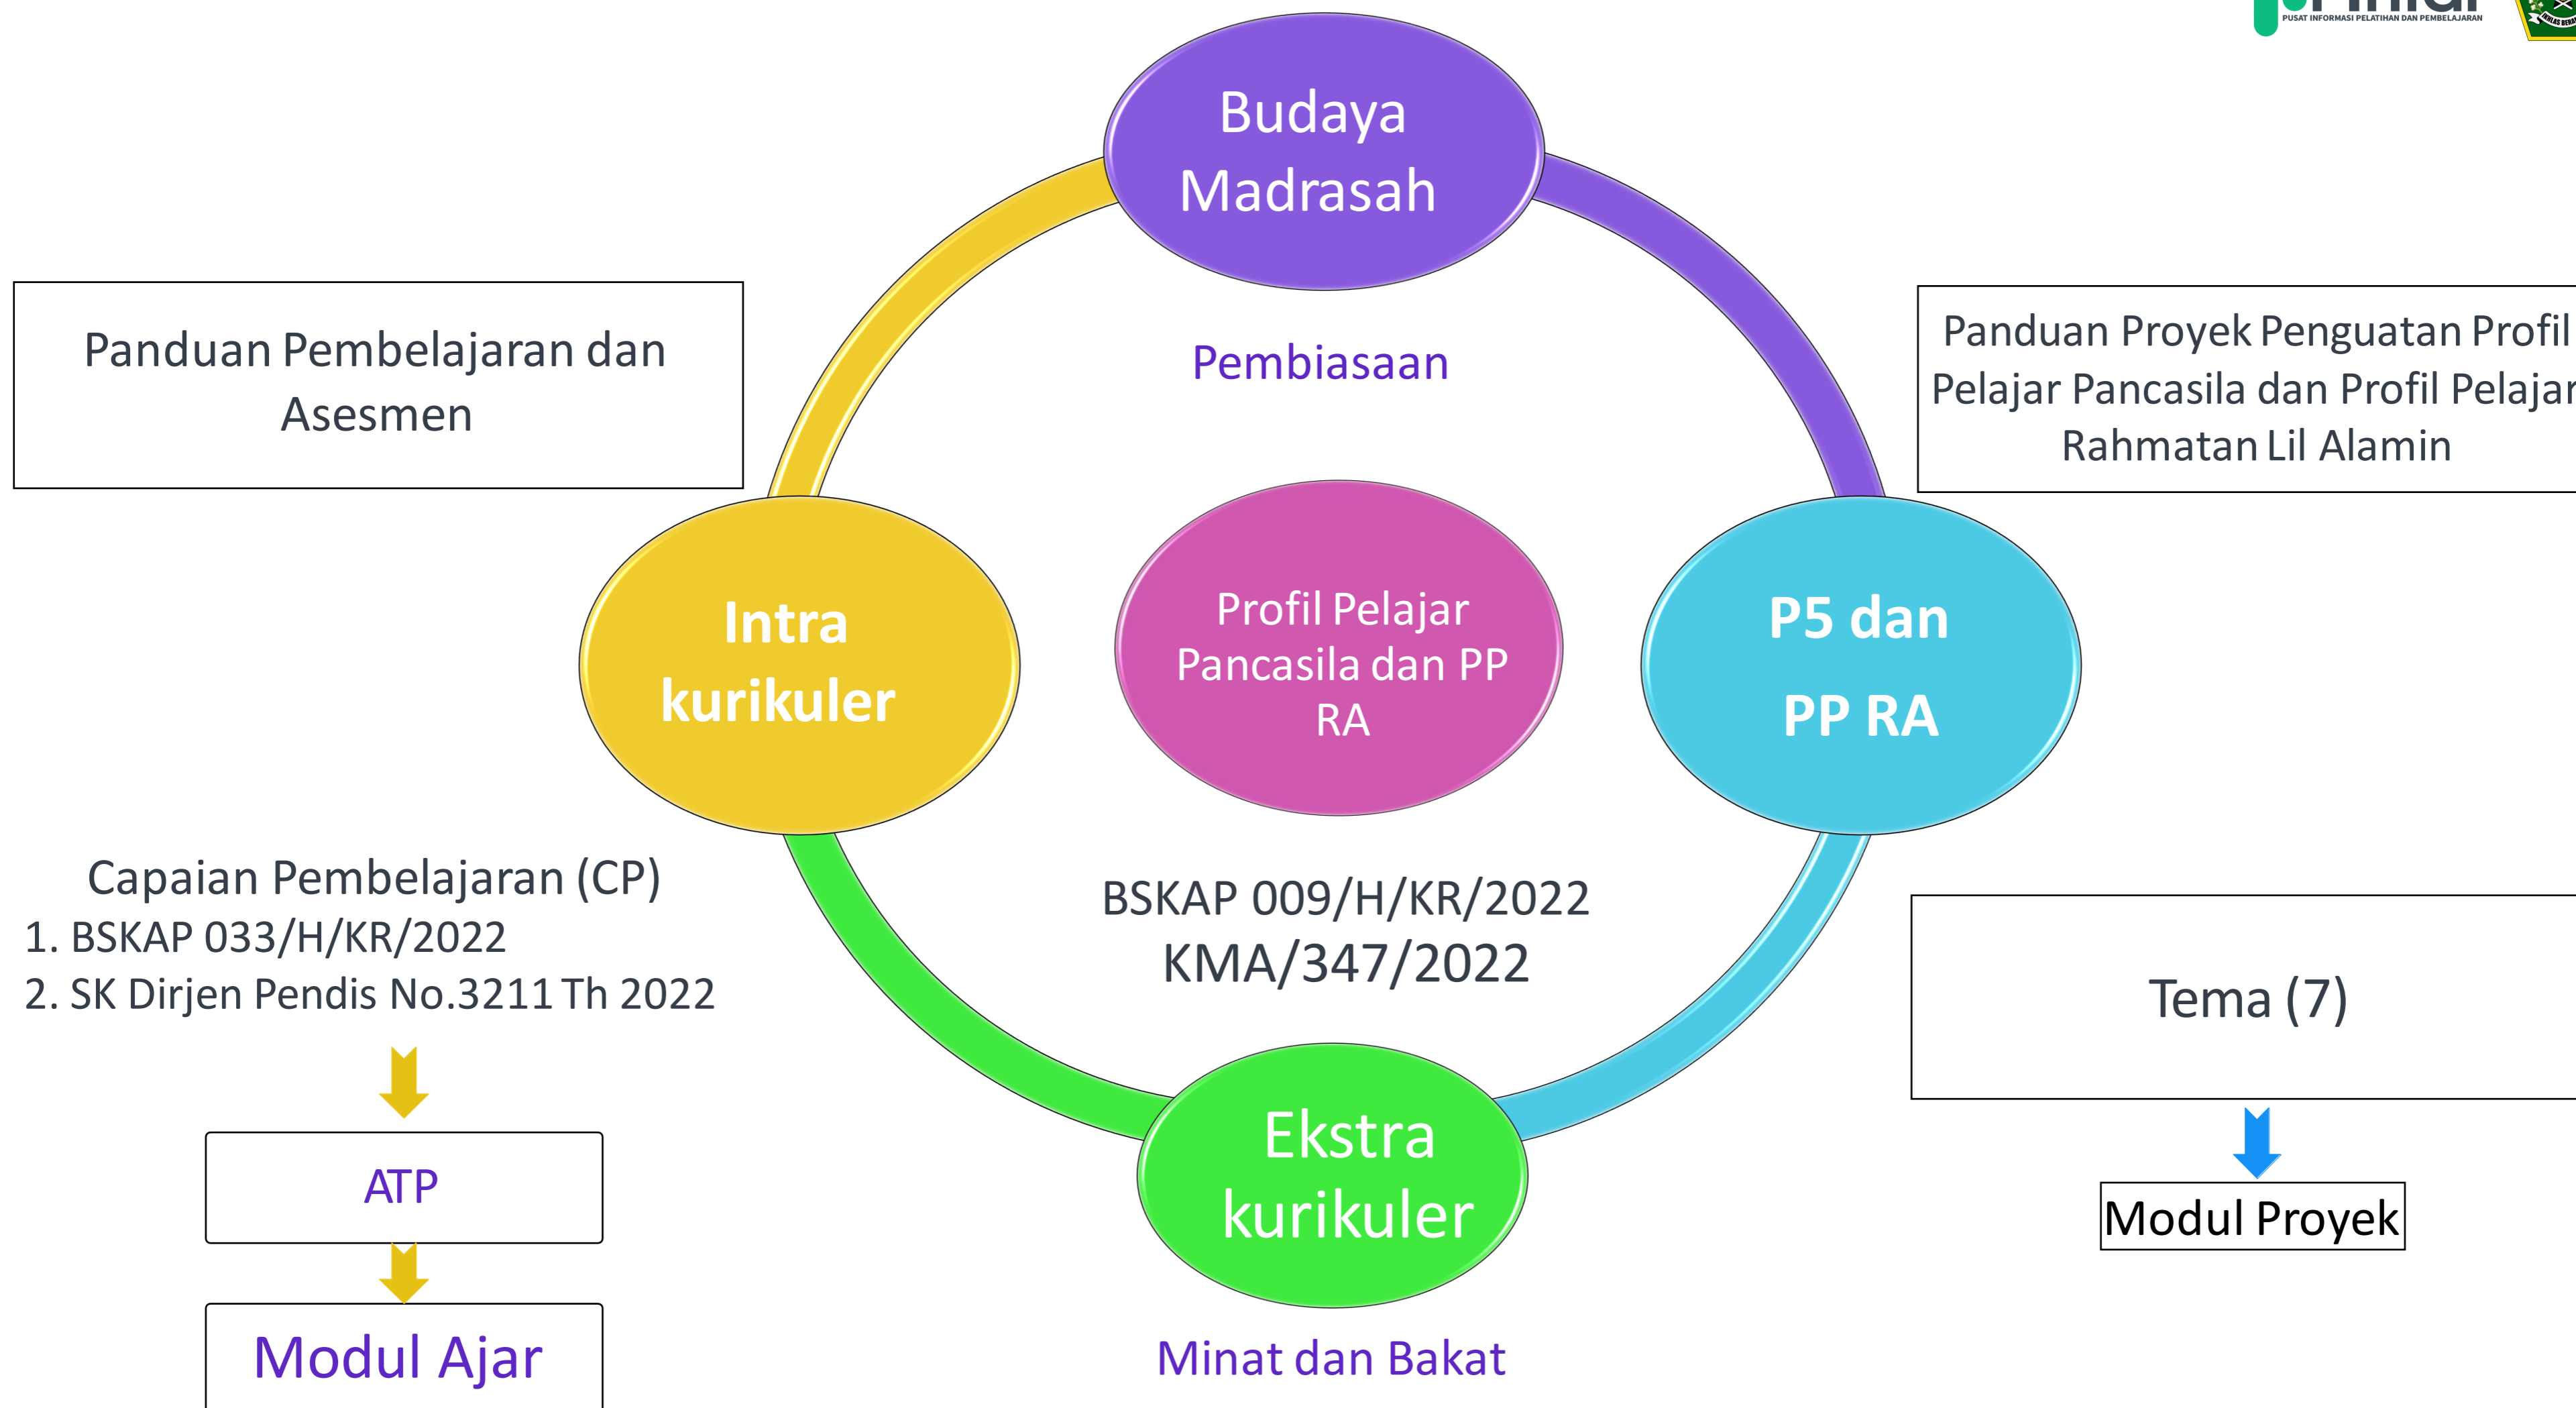 PUSAT INFORMASI PELATIHAN DAN PEMBELAJARAN
Budaya
Madrasah
Pembiasaan
Panduan Pembelajaran dan
Asesmen
Panduan Proyek Penguatan Profil
Pelajar Pancasila dan Profil Pelajar
Rahmatan Lil Alamin
Intra
kurikuler
Profil Pelajar
Pancasila dan PP
RA
P5 dan
PP RA
Capaian Pembelajaran (CP)
1. BSKAP 033/H/KR/2022
2. SK Dirjen Pendis No.3211 Th 2022
ATP
Modul Ajar
BSKAP 009/H/KR/2022
KMA/347/2022
Ekstra
kurikuler
Minat dan Bakat
Tema (7)
Modul Proyek